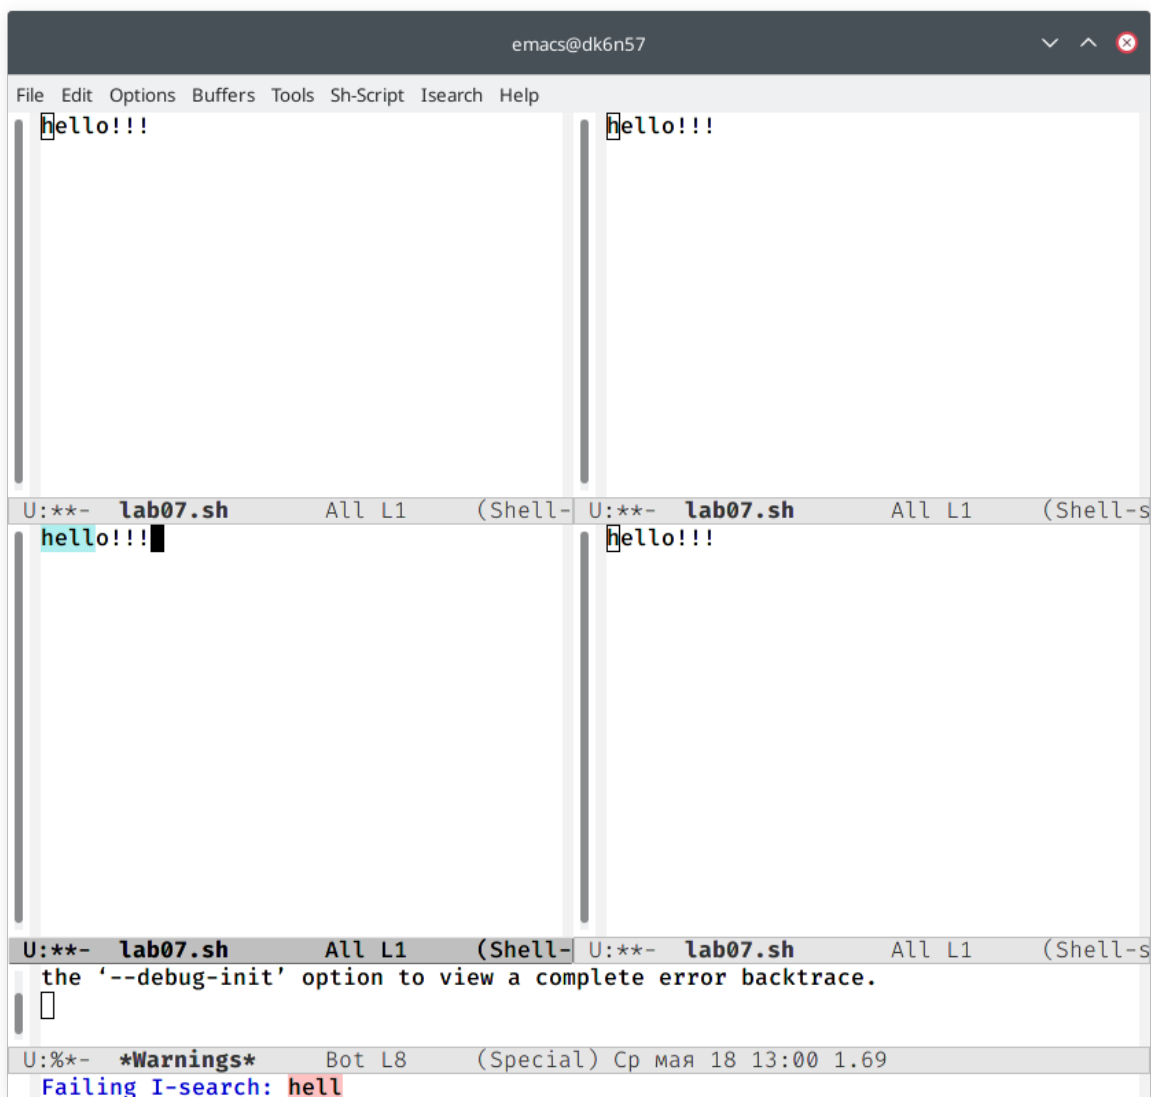 emacs@dk6n57
File Edit Options Buffers Tools Sh-Script Isearch Help
hello!!!
hello!!!
U:**- lab07.sh All L1 (Shell-
U:**- lab07.sh All L1 (Shell-s
hello!!!
hello!!!
U:**- lab07.sh All L1 (Shell-
U:**- lab07.sh All L1 (Shell-s
the ‘--debug-init’ option to view a complete error backtrace.
U:%*- *Warnings* Bot L8 (Special) Ср мая 18 13:00 1.69
Failing I-search: hell